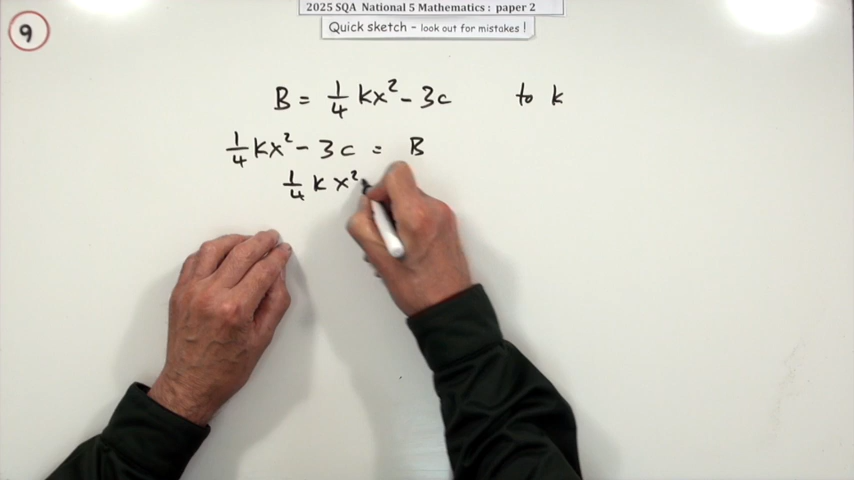 2025 SQA National 5 Mathematics : paper 2
Quick sketch – look out for mistakes !
9
B = 1/4 kx² - 3c to k
1/4 kx² - 3c = B
1/4 k x²